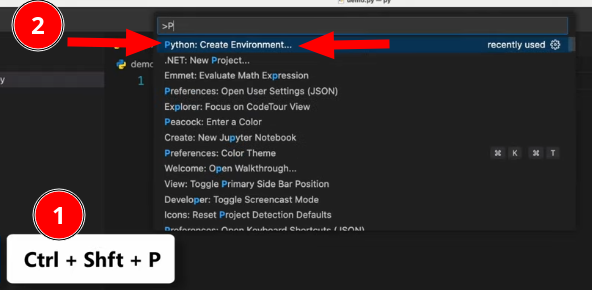 demo.py — py
2
>P
Python: Create Environment...
recently used
.NET: New Project...
demo
Emmet: Evaluate Math Expression
y
1
Preferences: Open User Settings (JSON)
Explorer: Focus on CodeTour View
Peacock: Enter a Color
Create: New Jupyter Notebook
Preferences: Color Theme
⌘ K ⌘ T
Welcome: Open Walkthrough...
View: Toggle Primary Side Bar Position
Developer: Toggle Screencast Mode
1
Icons: Reset Project Detection Defaults
Preferences: Open Keyboard Shortcuts (JSON)
Ctrl + Shft + P